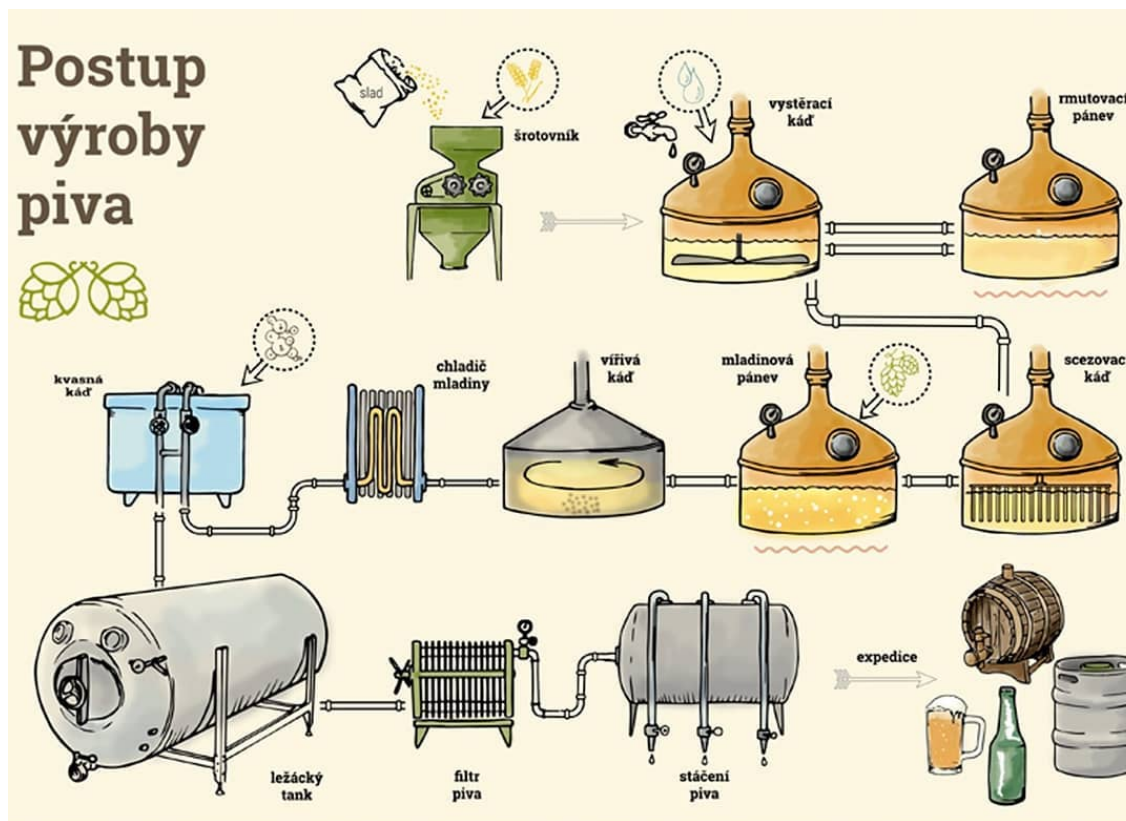 Postup
výroby
piva
slad
šrotovník
vystěrací
káď
rmutovací
pánev
kvasná
káď
chladič
mladiny
vířivá
káď
mladinová
pánev
scezovac
káď
ležácký
tank
filtr
piva
stáčení
piva
expedice